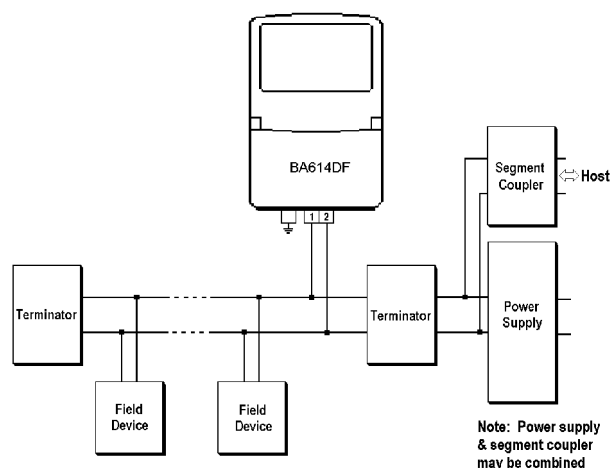 BA614DF
1 2
Segment
Coupler
Host
Terminator
Terminator
Power
Supply
Field
Device
Field
Device
Note: Power supply
& segment coupler
may be combined